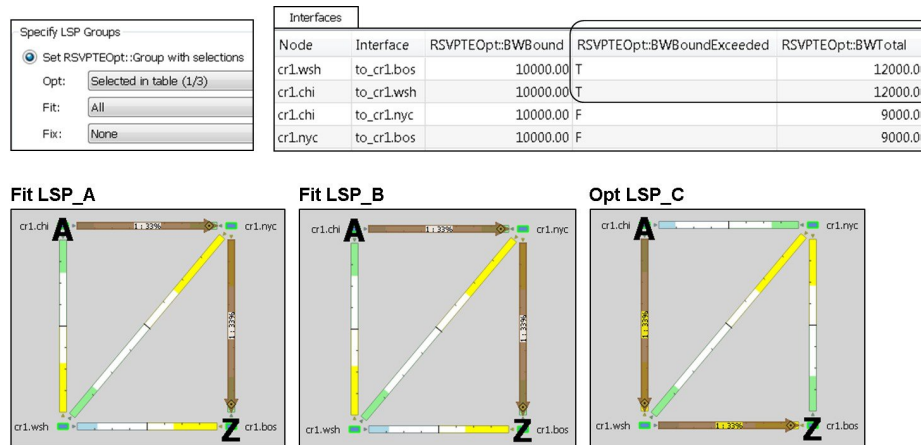 Specify LSP Groups
Set RSVPTEOpt::Group with selections
Opt: Selected in table (1/3)
Fit: All
Fix: None
Interfaces
Node Interface RSVPTEOpt::BWBound RSVPTEOpt::BWBoundExceeded RSVPTEOpt::BWTotal
cr1.wsh to_cr1.bos 10000.00 T 12000.0
cr1.chi to_cr1.wsh 10000.00 T 12000.0
cr1.chi to_cr1.nyc 10000.00 F 9000.0
cr1.nyc to_cr1.bos 10000.00 F 9000.0
Fit LSP_A
cr1.chi A 1 : 33% cr1.nyc
1 : 33%
cr1.wsh Z cr1.bos
Fit LSP_B
cr1.chi A 1 : 33% cr1.nyc
1 : 33%
cr1.wsh Z cr1.bos
Opt LSP_C
cr1.chi A cr1.nyc
1 : 33%
cr1.wsh 1 : 33% Z cr1.bos